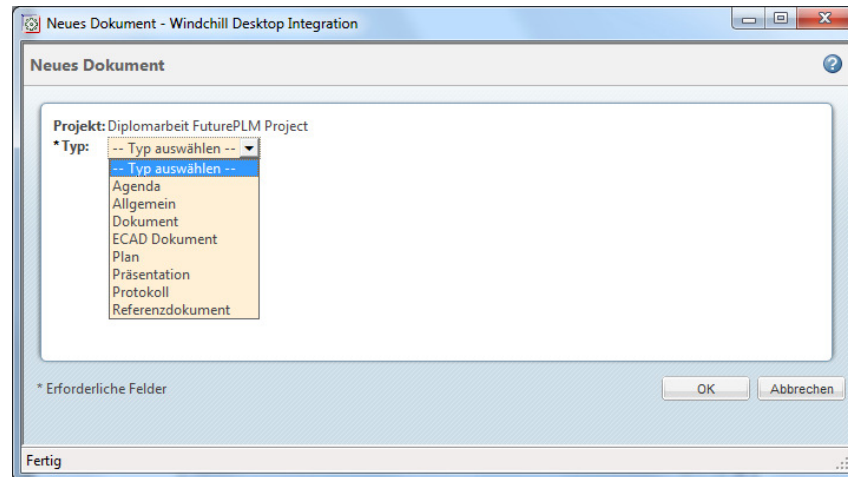 Neues Dokument - Windchill Desktop Integration
Neues Dokument
Projekt: Diplomarbeit FuturePLM Project
* Typ: -- Typ auswählen --
-- Typ auswählen --
Agenda
Allgemein
Dokument
ECAD Dokument
Plan
Präsentation
Protokoll
Referenzdokument
* Erforderliche Felder
OK Abbrechen
Fertig